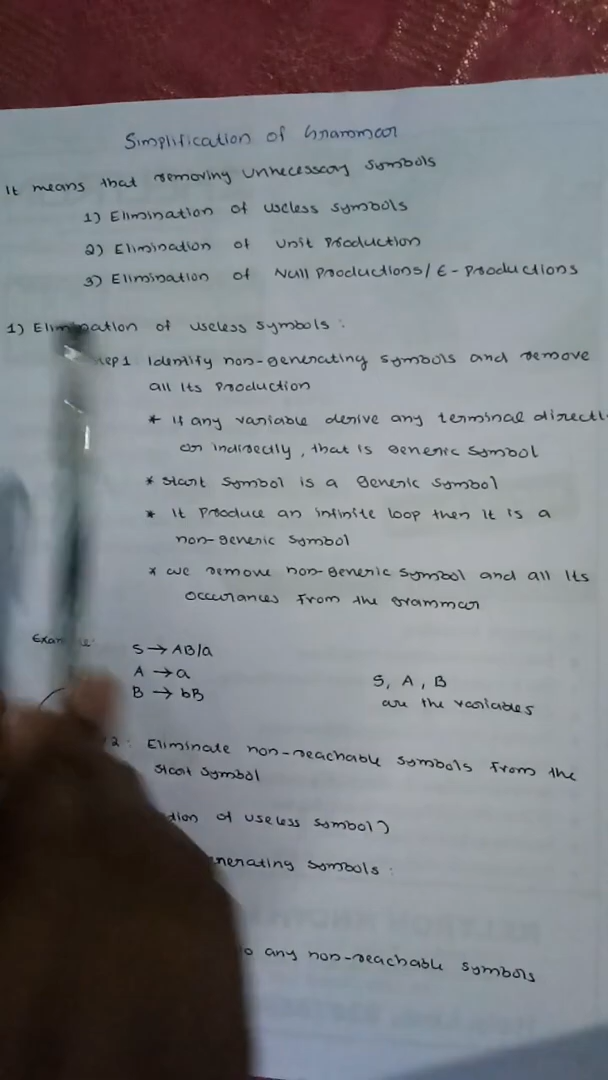 Simplification of Grammar
It means that removing unnecessary symbols
1) Elimination of useless symbols
2) Elimination of unit Production
3) Elimination of Null Productions/ ε - Productions
1) Elimination of useless symbols :
tep 1 Identify non-generating symbols and remove
all its production
* if any variable derive any terminal directl
or indirectly, that is generic symbol
* start symbol is a generic symbol
* It Produce an infinite loop then it is a
non-generic symbol
* we remove non-generic symbol and all its
occurances from the grammar
S → AB/a
A → a
B → bB
S, A, B
are the variables
2 : Eliminate non-reachable symbols from the
start symbol
of useless symbol)
nerating symbols :
any non-reachable symbols